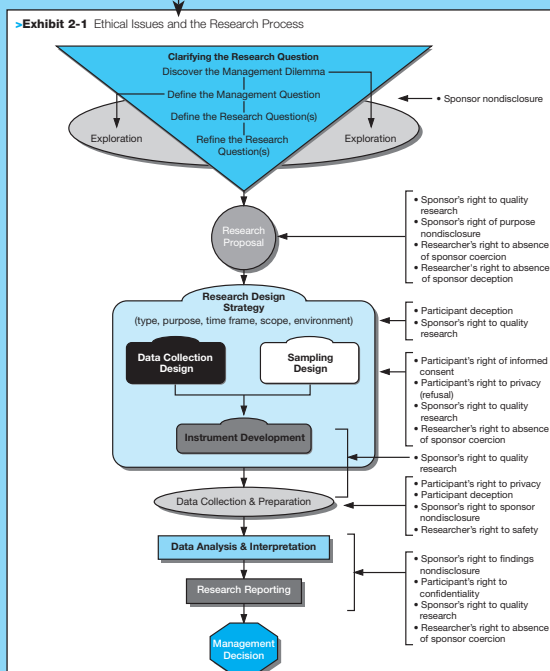 >Exhibit 2-1 Ethical Issues and the Research Process
Clarifying the Research Question
Discover the Management Dilemma
Define the Management Question
Define the Research Question(s)
Exploration
Refine the Research
Question(s)
Exploration
• Sponsor nondisclosure
Research
Proposal
• Sponsor's right to quality
research
• Sponsor's right of purpose
nondisclosure
• Researcher's right to absence
of sponsor coercion
• Researcher's right to absence
of sponsor deception
Research Design
Strategy
(type, purpose, time frame, scope, environment)
• Participant deception
• Sponsor's right to quality
research
Data Collection
Design
Sampling
Design
• Participant's right of informed
consent
• Participant's right to privacy
(refusal)
• Sponsor's right to quality
research
• Researcher's right to absence
of sponsor coercion
Instrument Development
• Sponsor's right to quality
research
Data Collection & Preparation
• Participant's right to privacy
• Participant deception
• Sponsor's right to sponsor
nondisclosure
• Researcher's right to safety
Data Analysis & Interpretation
Research Reporting
• Sponsor's right to findings
nondisclosure
• Participant's right to
confidentiality
• Sponsor's right to quality
research
• Researcher's right to absence
of sponsor coercion
Management
Decision